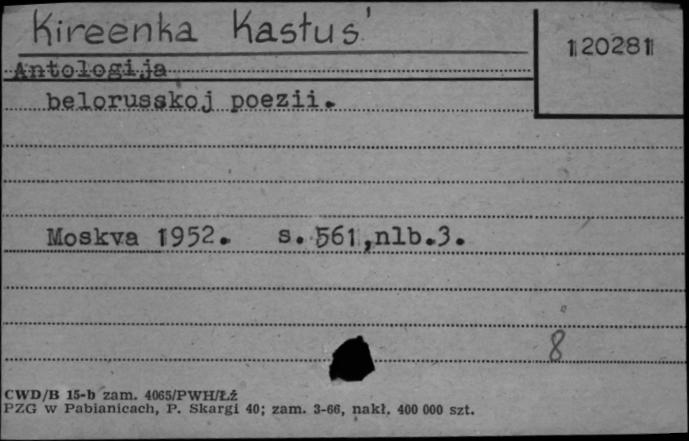 Kireenka Kastus'
120281
Antologija
belorusskoj poezii.
Moskva 1952. s. 561,nlb.3.
8
CWD/B 15-b zam. 4065/PWH/Łż
PZG w Pabianicach, P. Skargi 40; zam. 3-66, nakł. 400 000 szt.